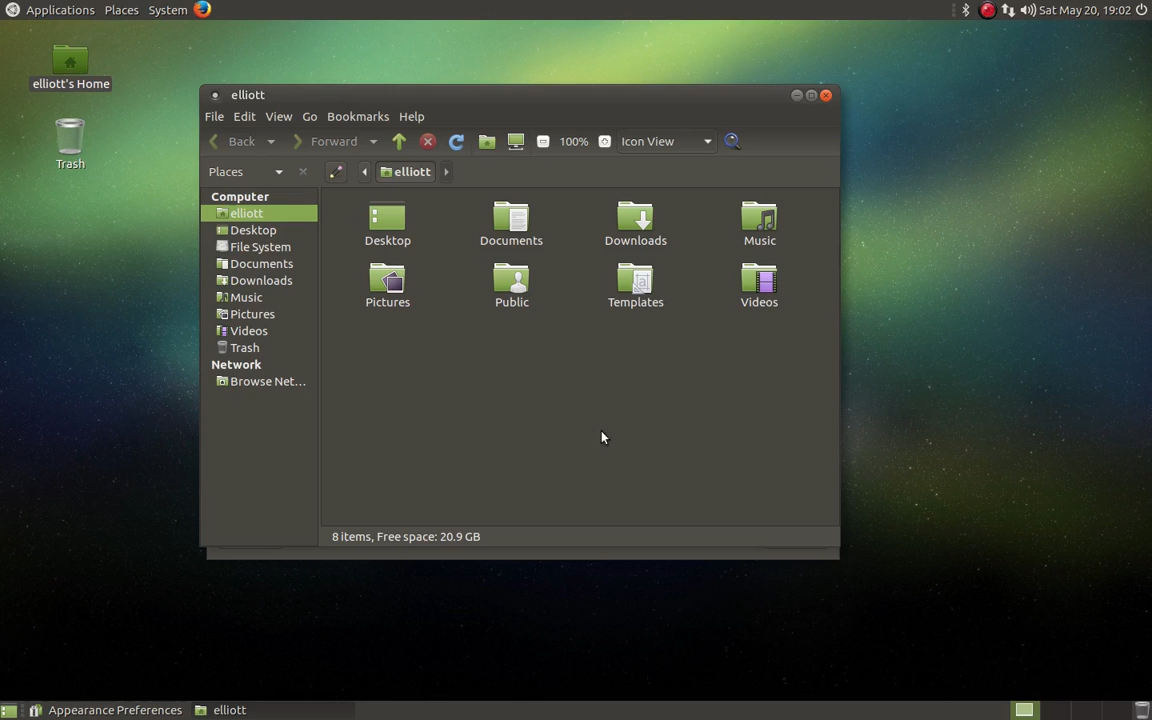 Applications Places System
Sat May 20, 19:02
elliott's Home
Trash
elliott
File Edit View Go Bookmarks Help
Back Forward 100% Icon View
Places elliott
Computer
elliott
Desktop
File System
Documents
Downloads
Music
Pictures
Videos
Trash
Network
Browse Net...
Desktop Documents Downloads Music
Pictures Public Templates Videos
8 items, Free space: 20.9 GB
Appearance Preferences elliott